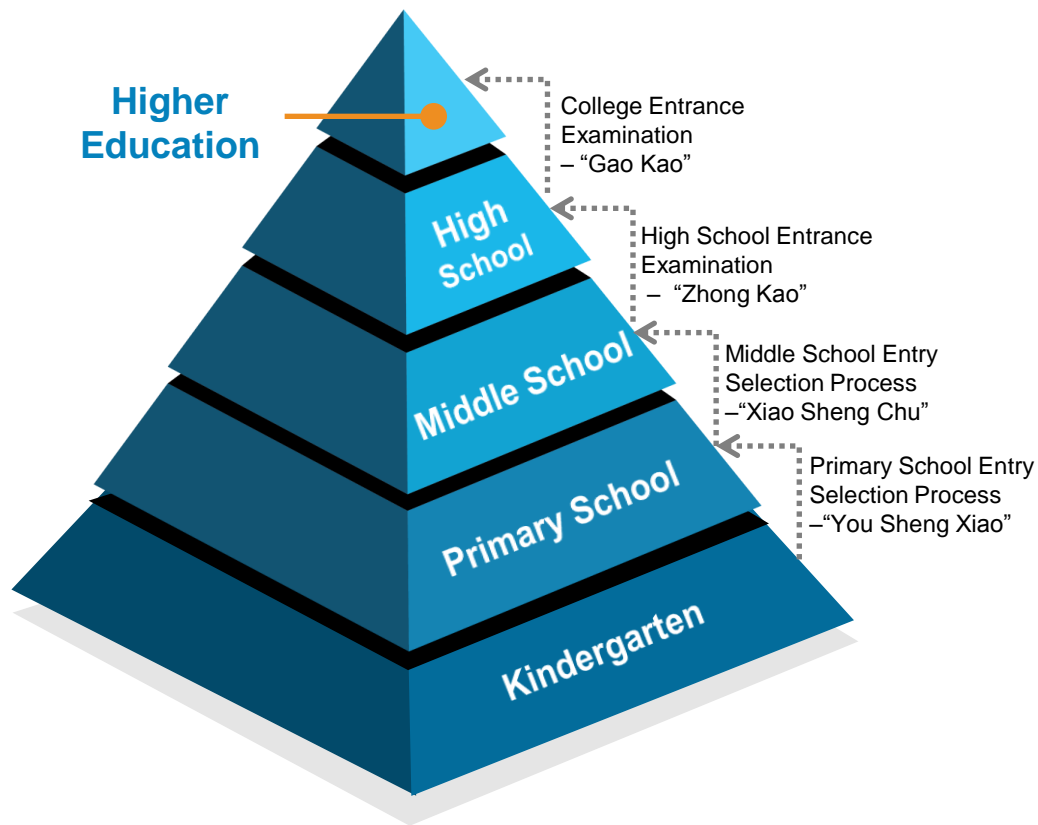 Higher
Education
College Entrance
Examination
– “Gao Kao”
High
School
High School Entrance
Examination
– “Zhong Kao”
Middle School
Middle School Entry
Selection Process
–“Xiao Sheng Chu”
Primary School
Primary School Entry
Selection Process
–“You Sheng Xiao”
Kindergarten